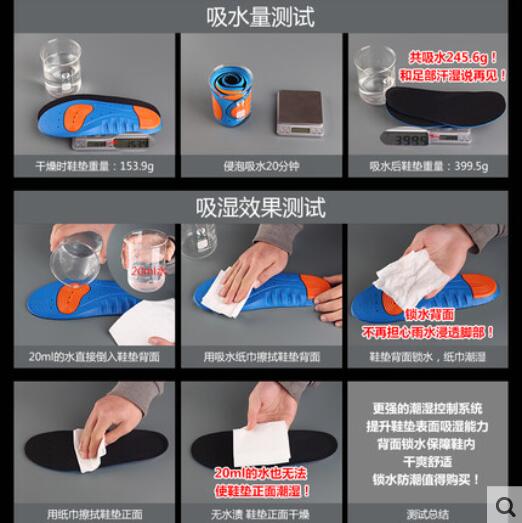 吸水量测试
共吸水245.6g！
和足部汗湿说再见！
干燥时鞋垫重量：153.9g
侵泡吸水20分钟
399.5
吸水后鞋垫重量：399.5g
吸湿效果测试
20ml水
锁水背面
不再担心雨水浸透脚部！
20ml的水直接倒入鞋垫背面
用吸水纸巾擦拭鞋垫背面
鞋垫背面锁水，纸巾潮湿
20ml的水也无法
使鞋垫正面潮湿！
更强的潮湿控制系统
提升鞋垫表面吸湿能力
背面锁水保障鞋内
干爽舒适
锁水防潮值得购买！
用纸巾擦拭鞋垫正面
无水渍 鞋垫正面干燥
测试总结